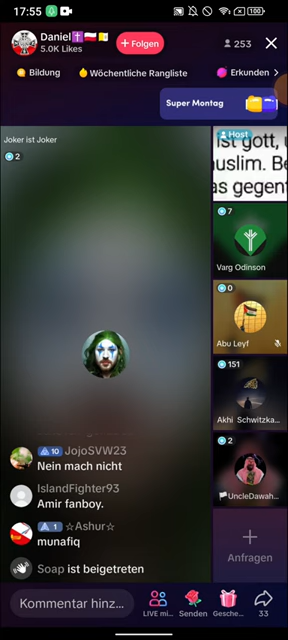 17:55
100
Daniel✝️🇵🇱🇩🇪
5.0K Likes
+ Folgen
253
Bildung
Wöchentliche Rangliste
Erkunden >
Super Montag
Joker ist Joker
2
Host
ist gott, u
uslim. Be
as gegent
7
Varg Odinson
0
Abu Leyf
151
Akhi Schwitzka...
2
🏳UncleDawah...
10 JojoSVW23
Nein mach nicht
IslandFighter93
Amir fanboy.
1 ☆Ashur☆
munafiq
Soap ist beigetreten
+
Anfragen
Kommentar hinz...
LIVE mi...
Senden
Gesche...
33